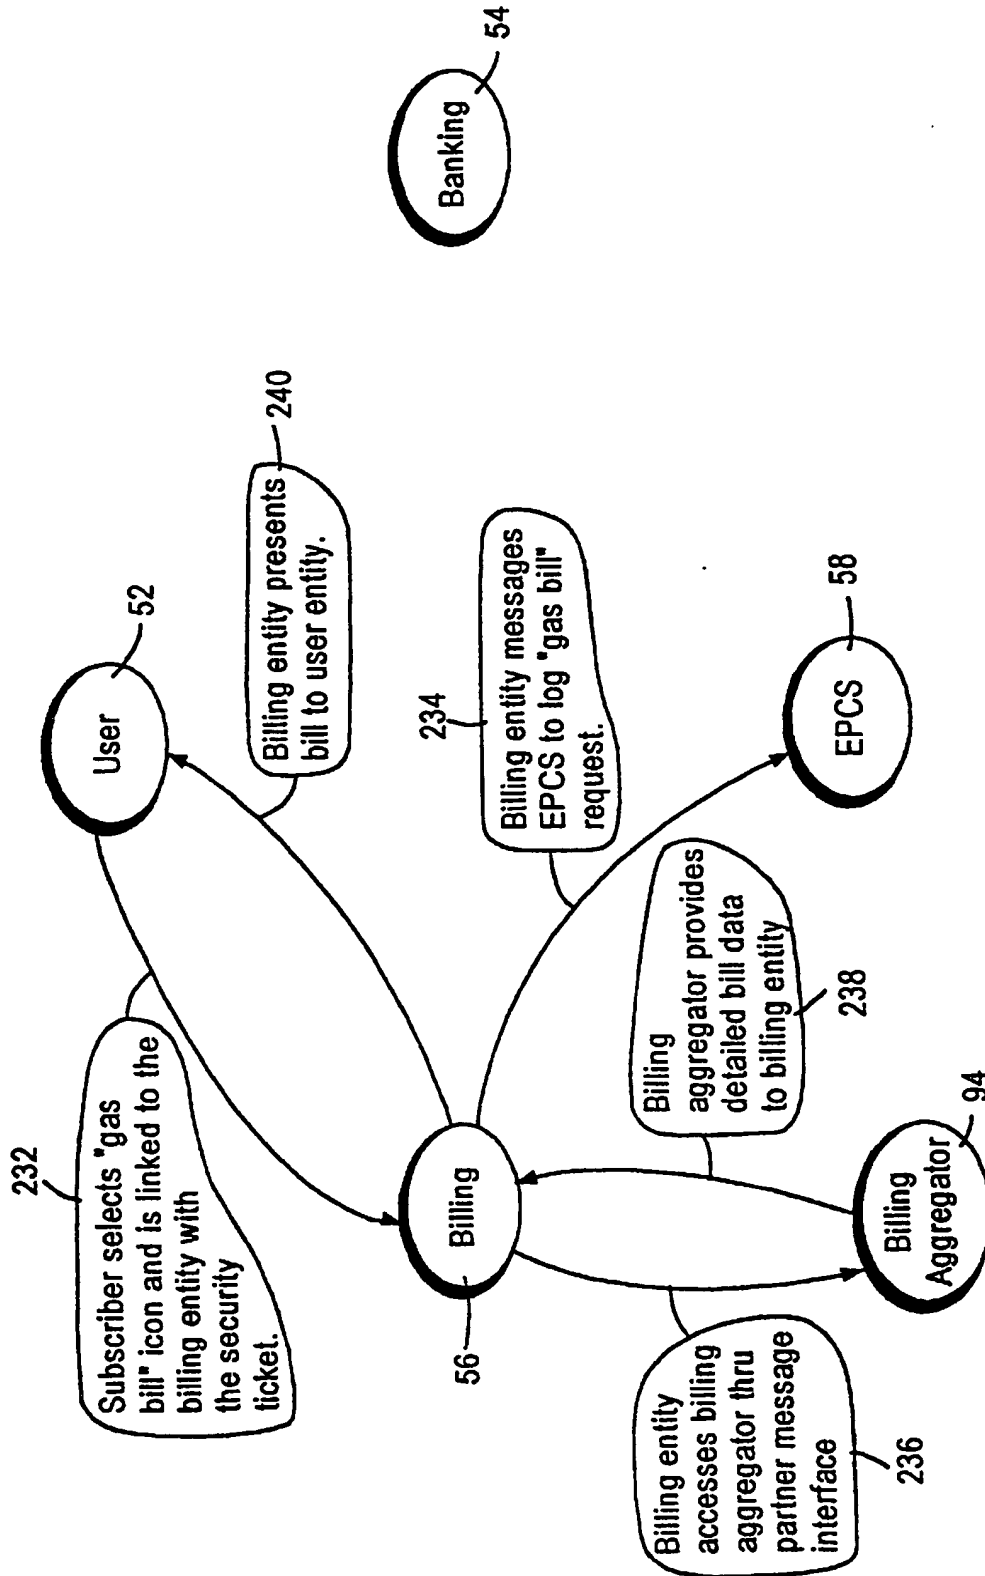 232
Subscriber selects "gas
bill" icon and is linked to the
billing entity with
the security
ticket.
User
52
Billing entity presents
bill to user entity.
240
Banking
54
Billing
56
234
Billing entity messages
EPCS to log "gas bill"
request.
Billing entity
accesses billing
aggregator thru
partner message
interface
236
Billing
aggregator provides
detailed bill data
to billing entity
238
EPCS
58
Billing
Aggregator
94